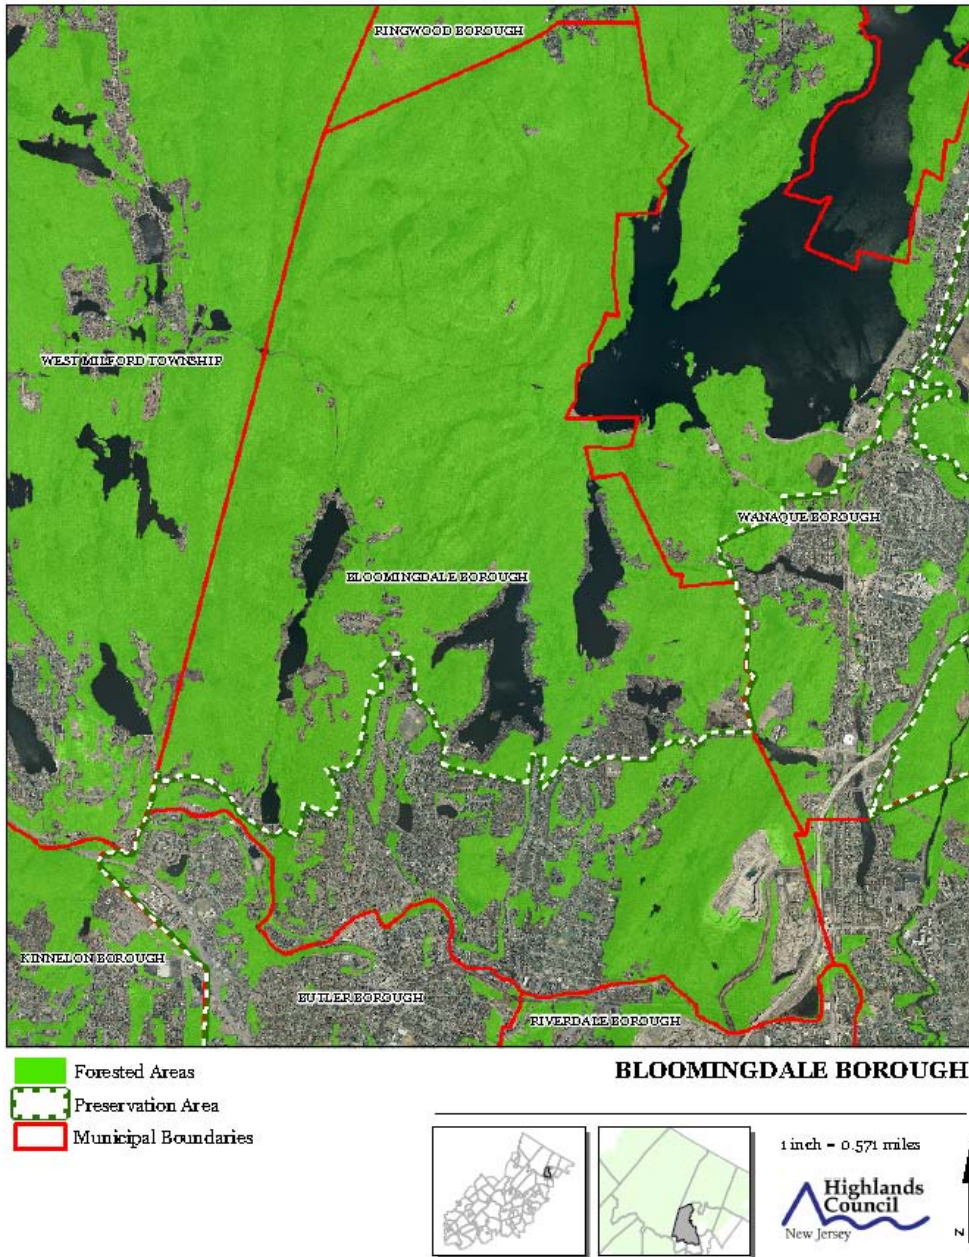 RINGWOOD BOROUGH
WEST MILFORD TOWNSHIP
WANAQUE BOROUGH
BLOOMINGDALE BOROUGH
KINNELON BOROUGH
BUTLER BOROUGH
RIVERDALE BOROUGH
Forested Areas
Preservation Area
Municipal Boundaries
BLOOMINGDALE BOROUGH
1 inch = 0.571 miles
Highlands
Council
New Jersey
N